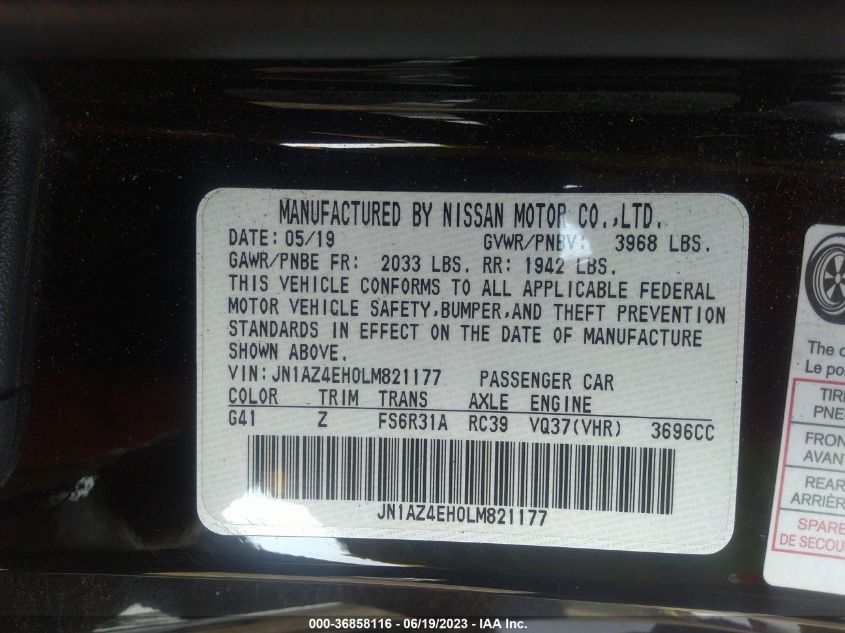 MANUFACTURED BY NISSAN MOTOR CO.,LTD.
DATE: 05/19 GVWR/PNBV: 3968 LBS.
GAWR/PNBE FR: 2033 LBS. RR: 1942 LBS.
THIS VEHICLE CONFORMS TO ALL APPLICABLE FEDERAL
MOTOR VEHICLE SAFETY,BUMPER,AND THEFT PREVENTION
STANDARDS IN EFFECT ON THE DATE OF MANUFACTURE
SHOWN ABOVE.
VIN:JN1AZ4EH0LM821177 PASSENGER CAR
COLOR TRIM TRANS AXLE ENGINE
G41 Z FS6R31A RC39 VQ37(VHR) 3696CC
JN1AZ4EH0LM821177
The
Le
TIRE
FRON
AVANT
REAR
ARRIÈR
SPARE
DE SECOU
000-36858116 - 06/19/2023 - IAA Inc.